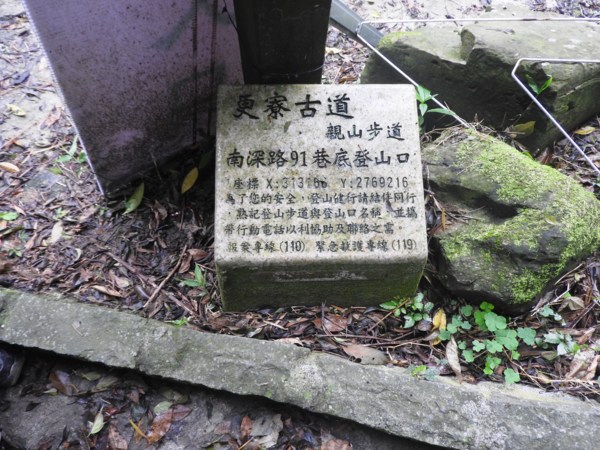 更寮古道
親山步道
南深路91巷底登山口
座標 X:313166 Y:2769216
為了您的安全，登山健行請結伴同行
，熟記登山步道與登山口名稱，並攜
帶行動電話以利協助及聯絡之需。
報案專線(110) 緊急救護專線(119)